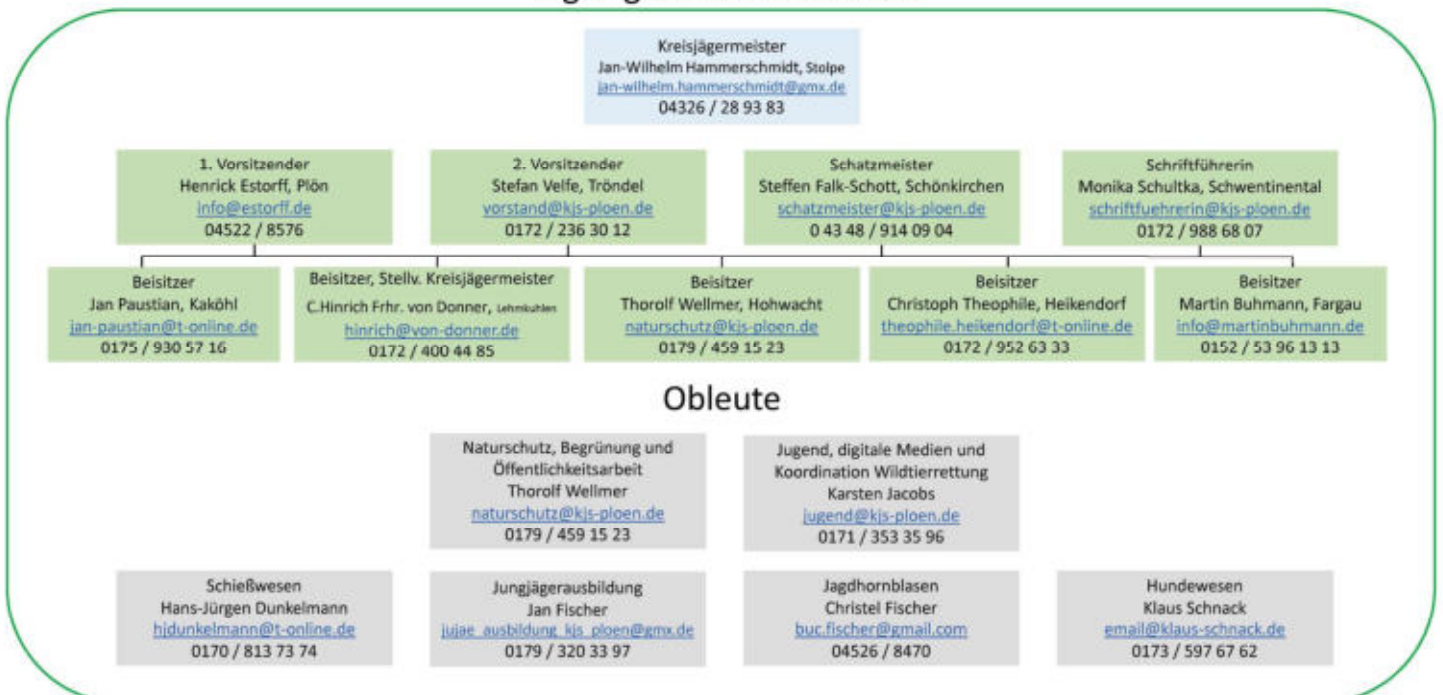 Kreisjägermeister
Jan-Wilhelm Hammerschmidt, Stolpe
jan-wilhelm.hammerschmidt@gmx.de
04326 / 28 93 83
1. Vorsitzender
Henrick Estorff, Plön
info@estorff.de
04522 / 8576
2. Vorsitzender
Stefan Velfe, Tröndel
vorstand@kjs-ploen.de
0172 / 236 30 12
Schatzmeister
Steffen Falk-Schott, Schönkirchen
schatzmeister@kjs-ploen.de
0 43 48 / 914 09 04
Schriftführerin
Monika Schultka, Schwentinental
schriftfuehrerin@kjs-ploen.de
0172 / 988 68 07
Beisitzer
Jan Paustian, Kaköhl
jan-paustian@t-online.de
0175 / 930 57 16
Beisitzer, Stellv. Kreisjägermeister
C.Hinrich Frhr. von Donner, Lehmkuhlen
hinrich@von-donner.de
0172 / 400 44 85
Beisitzer
Thorolf Wellmer, Hohwacht
naturschutz@kjs-ploen.de
0179 / 459 15 23
Beisitzer
Christoph Theophile, Heikendorf
theophile.heikendorf@t-online.de
0172 / 952 63 33
Beisitzer
Martin Buhmann, Fargau
info@martinbuhmann.de
0152 / 53 96 13 13
Obleute
Naturschutz, Begrünung und
Öffentlichkeitsarbeit
Thorolf Wellmer
naturschutz@kjs-ploen.de
0179 / 459 15 23
Jugend, digitale Medien und
Koordination Wildtierrettung
Karsten Jacobs
jugend@kjs-ploen.de
0171 / 353 35 96
Schießwesen
Hans-Jürgen Dunkelmann
hjdunkelmann@t-online.de
0170 / 813 73 74
Jungjägerausbildung
Jan Fischer
jujae_ausbildung_kjs_ploen@gmx.de
0179 / 320 33 97
Jagdhornblasen
Christel Fischer
buc.fischer@gmail.com
04526 / 8470
Hundewesen
Klaus Schnack
email@klaus-schnack.de
0173 / 597 67 62